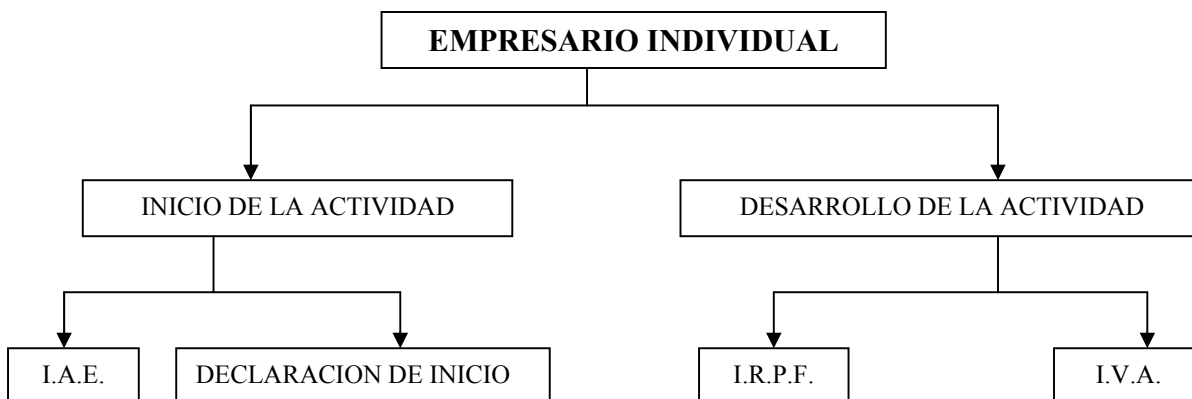 EMPRESARIO INDIVIDUAL
INICIO DE LA ACTIVIDAD
DESARROLLO DE LA ACTIVIDAD
I.A.E.
DECLARACION DE INICIO
I.R.P.F.
I.V.A.